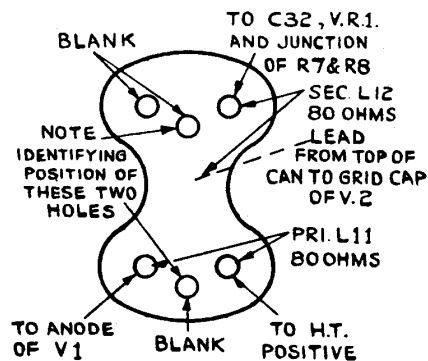 BLANK
TO C32, V.R.1.
AND JUNCTION
OF R7 & R8
SEC. L12
80 OHMS
LEAD
FROM TOP OF
CAN TO GRID CAP
OF V.2
NOTE
IDENTIFYING
POSITION OF
THESE TWO
HOLES
PRI. L11
80 OHMS
TO ANODE
OF V1
BLANK
TO H.T.
POSITIVE